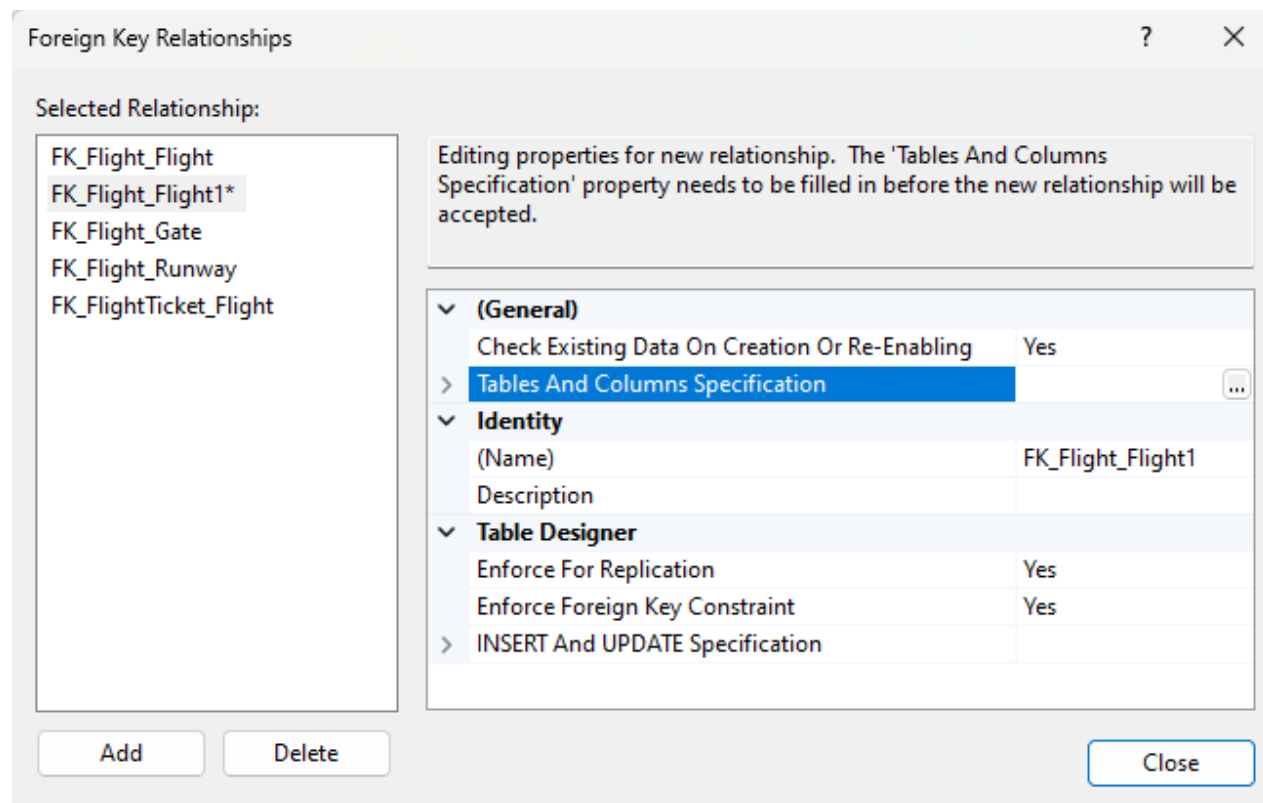 Foreign Key Relationships
?
Selected Relationship:
FK_Flight_Flight
FK_Flight_Flight1*
FK_Flight_Gate
FK_Flight_Runway
FK_FlightTicket_Flight
Add
Delete
Editing properties for new relationship. The 'Tables And Columns
Specification' property needs to be filled in before the new relationship will be
accepted.
(General)
Check Existing Data On Creation Or Re-Enabling Yes
Tables And Columns Specification ...
Identity
(Name) FK_Flight_Flight1
Description
Table Designer
Enforce For Replication Yes
Enforce Foreign Key Constraint Yes
INSERT And UPDATE Specification
Close